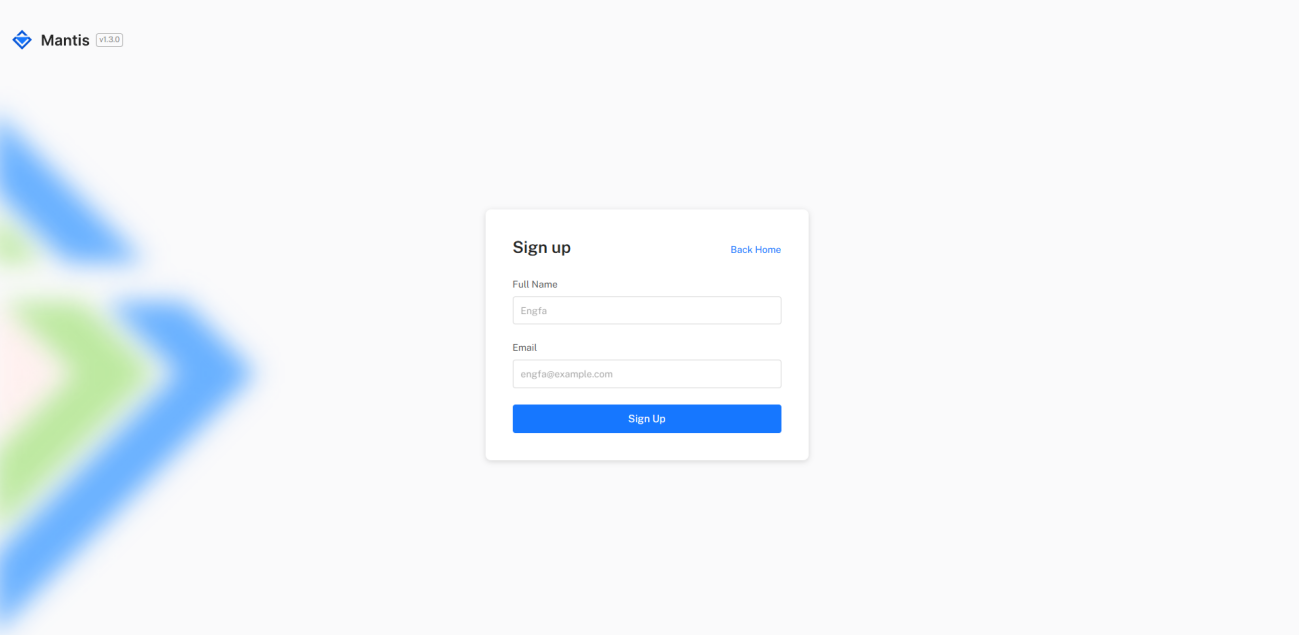 Mantis v1.3.0
Sign up Back Home
Full Name
Engfa
Email
engfa@example.com
Sign Up